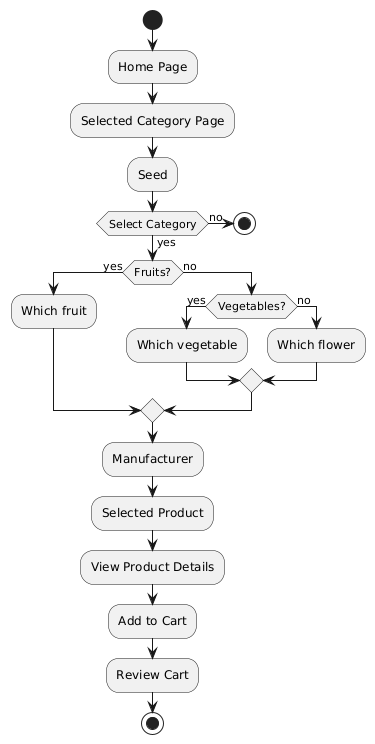 Home Page
Selected Category Page
Seed
Select Category
no
yes
yes
Fruits?
no
Which fruit
yes
Vegetables?
no
Which vegetable
Which flower
Manufacturer
Selected Product
View Product Details
Add to Cart
Review Cart